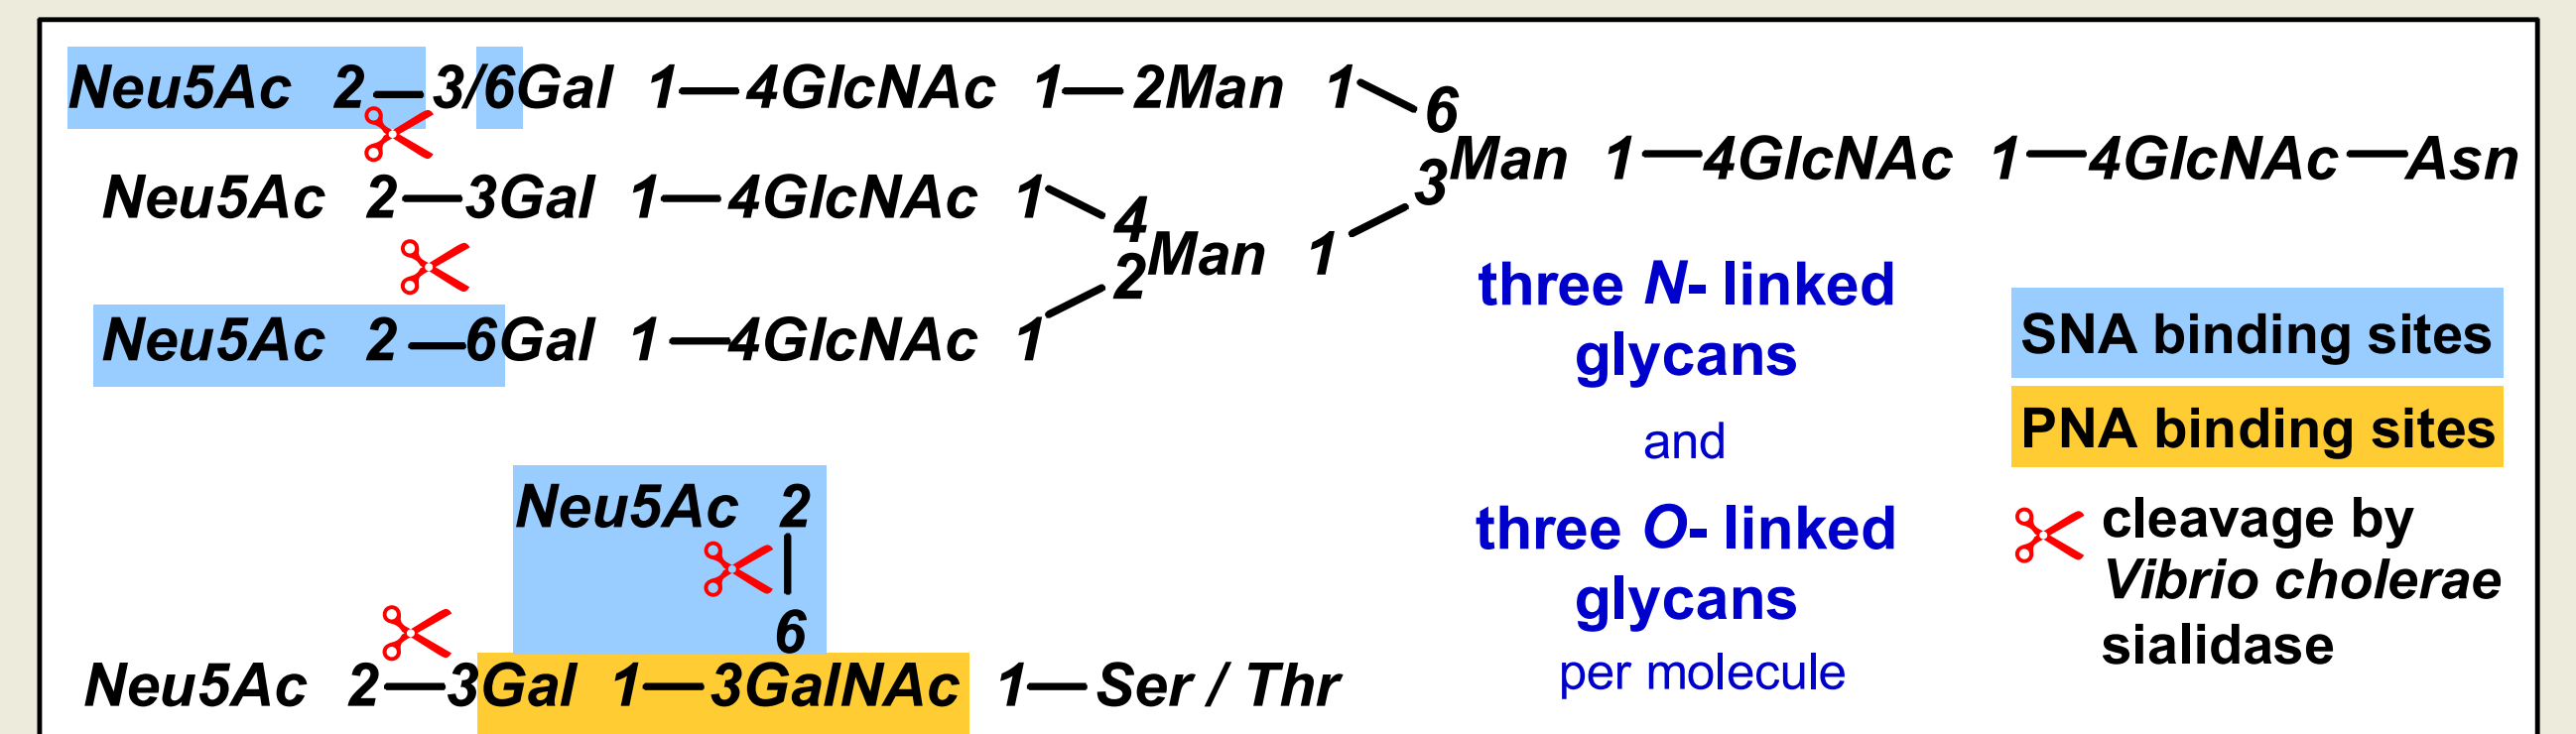 Neu5Ac 2—3/6Gal 1—4GlcNAc 1—2Man 1
6
Man 1—4GlcNAc 1—4GlcNAc—Asn
3
Neu5Ac 2—3Gal 1—4GlcNAc 1
4
Man 1
2
Neu5Ac 2—6Gal 1—4GlcNAc 1
three N- linked
glycans
and
three O- linked
glycans
per molecule
SNA binding sites
PNA binding sites
cleavage by
Vibrio cholerae
sialidase
Neu5Ac 2
6
Neu5Ac 2—3Gal 1—3GalNAc 1—Ser / Thr